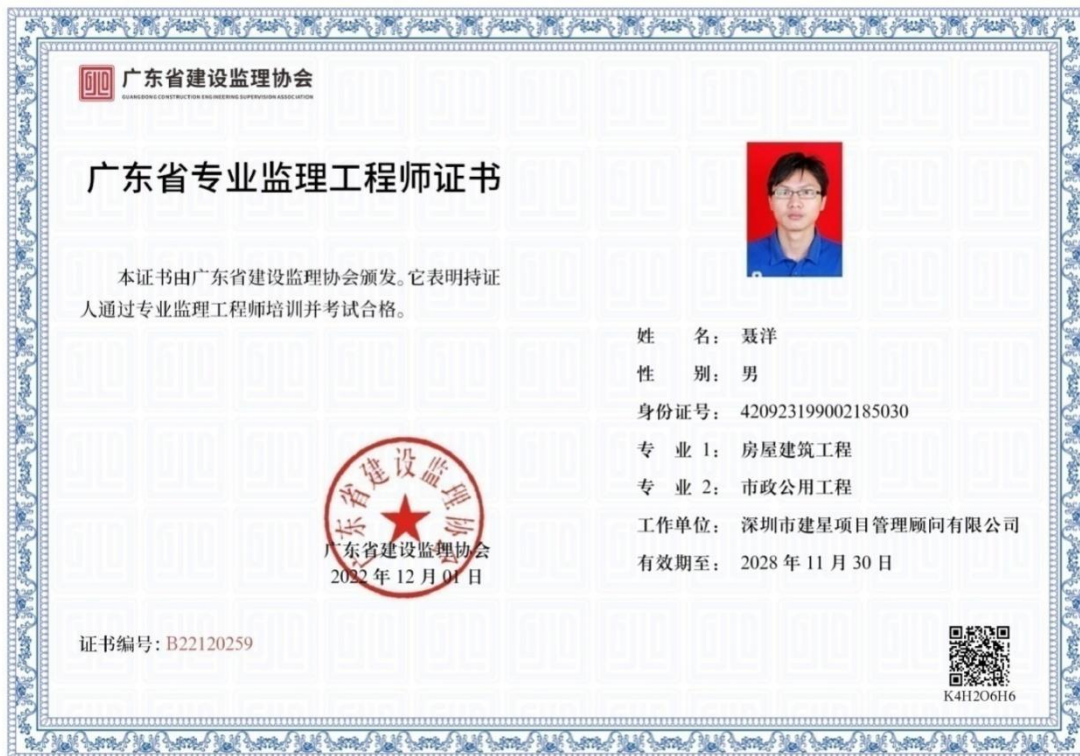 广东省建设监理协会
GUANGDONG CONSTRUCTION ENGINEERING SUPERVISION ASSOCIATION
广东省专业监理工程师证书
本证书由广东省建设监理协会颁发。它表明持证
人通过专业监理工程师培训并考试合格。
姓 名： 聂洋
性 别： 男
身份证号： 420923199002185030
专 业 1： 房屋建筑工程
专 业 2： 市政公用工程
工作单位： 深圳市建星项目管理顾问有限公司
有效期至： 2028 年 11 月 30 日
广东省建设监理协会
广东省建设监理协会
2022 年 12 月 01 日
证书编号：B22120259
K4H2O6H6